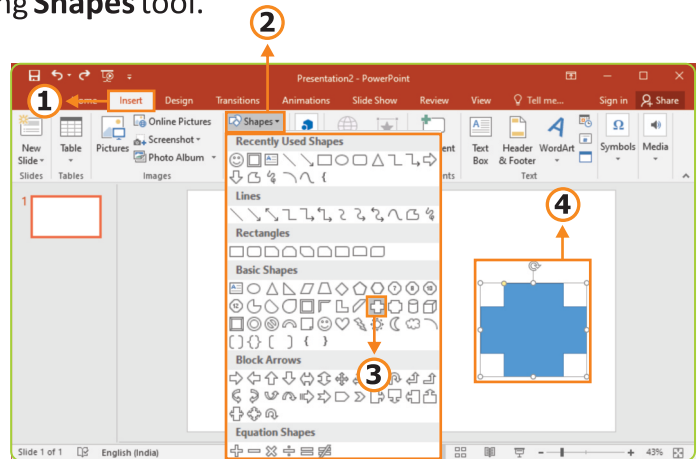 ng Shapes tool.
2
Presentation2 - PowerPoint
1
Home Insert Design Transitions Animations Slide Show Review View Tell me... Sign in Share
New Slide
Table
Pictures
Online Pictures
Screenshot
Photo Album
Shapes
ent
Text Box
Header & Footer
WordArt
Symbols
Media
Slides Tables Images nts Text
Recently Used Shapes
Lines
Rectangles
Basic Shapes
Block Arrows
Equation Shapes
1
4
3
Slide 1 of 1 English (India) 43%